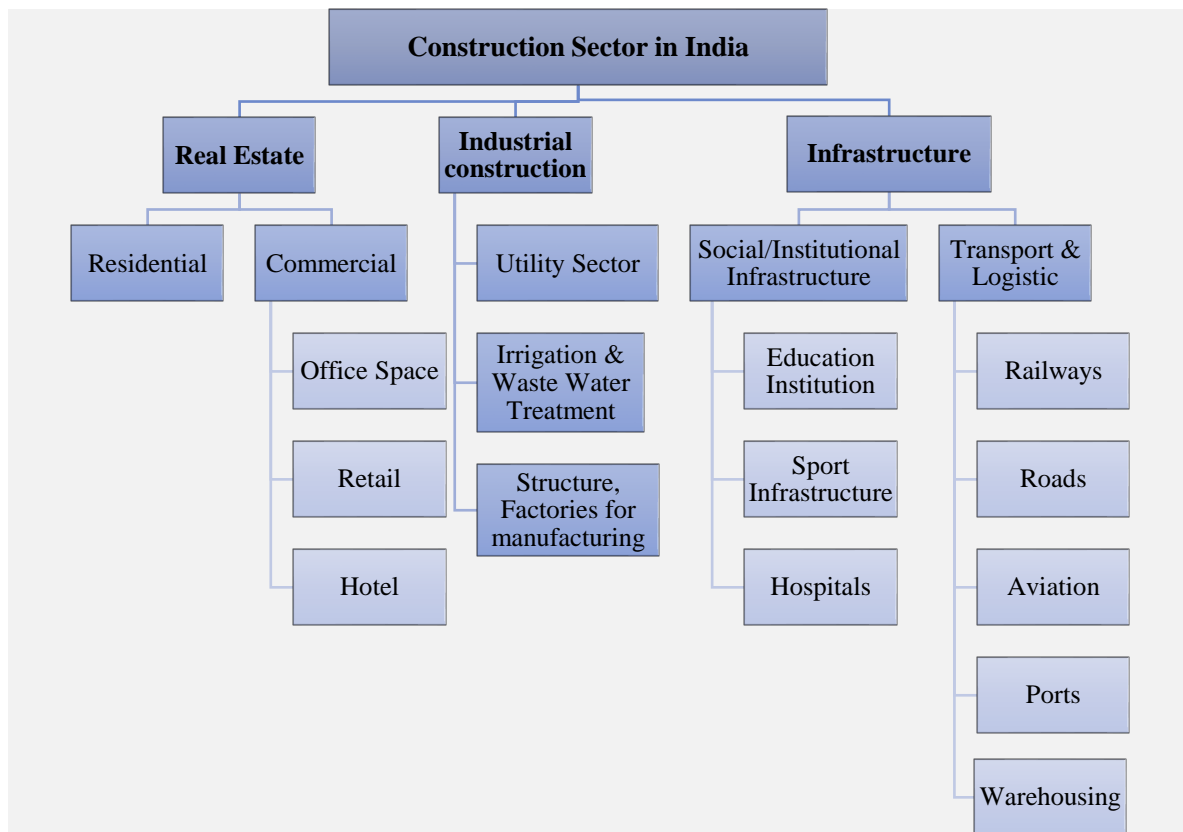 Construction Sector in India
Real Estate
Industrial
construction
Infrastructure
Residential
Commercial
Utility Sector
Social/Institutional
Infrastructure
Transport &
Logistic
Office Space
Irrigation &
Waste Water
Treatment
Education
Institution
Railways
Retail
Structure,
Factories for
manufacturing
Sport
Infrastructure
Roads
Hotel
Hospitals
Aviation
Ports
Warehousing